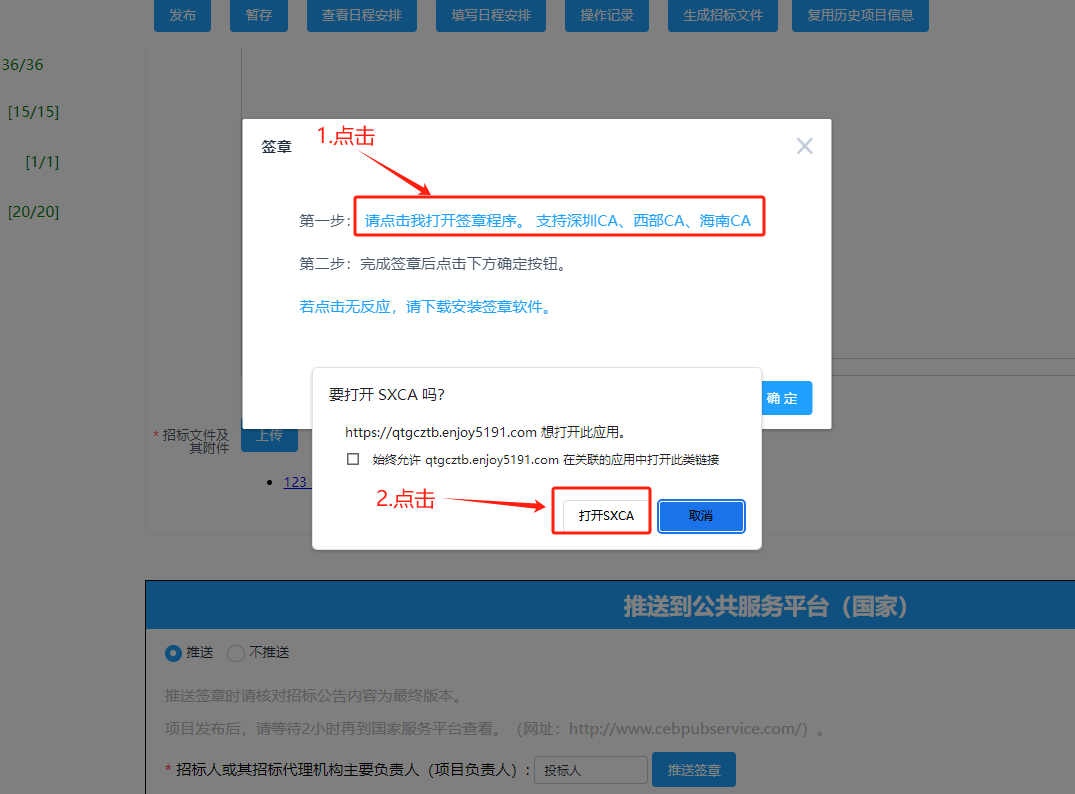 发布 暂存 查看日程安排 填写日程安排 操作记录 生成招标文件 复用历史项目信息
36/36
[15/15]
[1/1]
[20/20]
签章
1.点击
第一步: 请点击我打开签章程序。 支持深圳CA、西部CA、海南CA
第二步: 完成签章后点击下方确定按钮。
若点击无反应，请下载安装签章软件。
确 定
要打开 SXCA 吗?
https://qtgcztb.enjoy5191.com 想打开此应用。
始终允许 qtgcztb.enjoy5191.com 在关联的应用中打开此类链接
2.点击
打开SXCA 取消
* 招标文件及其附件 上传
123
推送到公共服务平台（国家）
推送 不推送
推送签章时请核对招标公告内容为最终版本。
项目发布后，请等待2小时再到国家服务平台查看。（网址：http://www.cebpubservice.com/）。
* 招标人或其招标代理机构主要负责人（项目负责人）: 投标人 推送签章